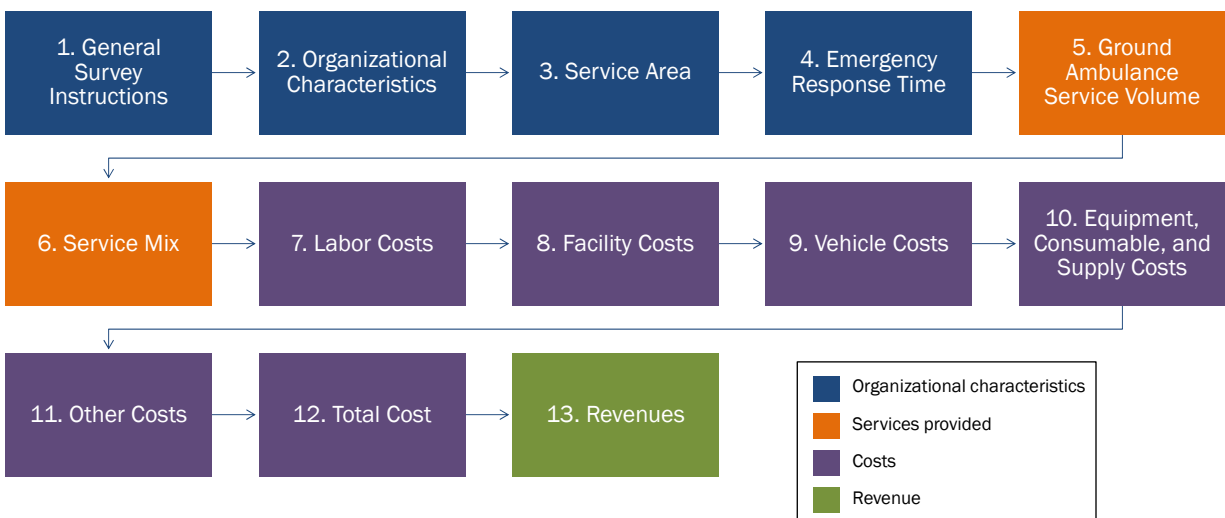 1. General
Survey
Instructions
2. Organizational
Characteristics
3. Service Area
4. Emergency
Response Time
5. Ground
Ambulance
Service Volume
6. Service Mix
7. Labor Costs
8. Facility Costs
9. Vehicle Costs
10. Equipment,
Consumable, and
Supply Costs
11. Other Costs
12. Total Cost
13. Revenues
Organizational characteristics
Services provided
Costs
Revenue